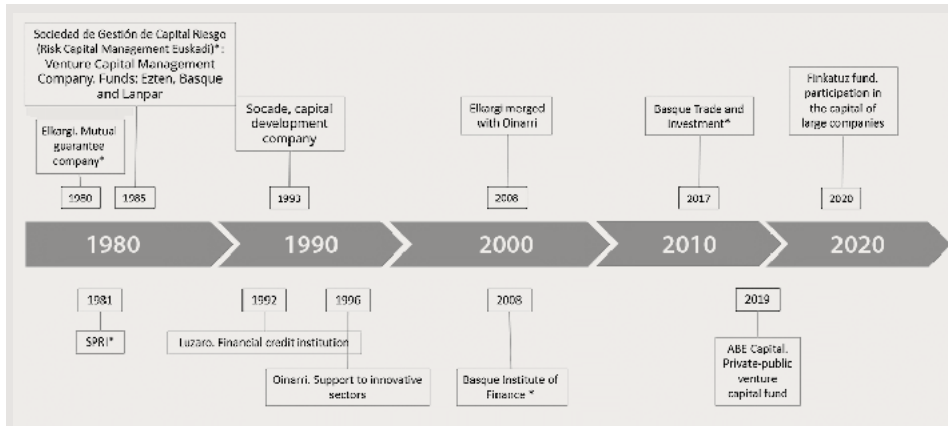 Sociedad de Gestión de Capital Riesgo
(Risk Capital Management Euskadi)*:
Venture Capital Management
Company. Funds: Ezten, Basque
and Lanpar
Elkargi. Mutual
guarantee
company*
Socade, capital
development
company
Elkargi merged
with Oinarri
Basque Trade and
Investment*
Finkatuz fund.
participation in
the capital of
large companies
1980
1985
1993
2008
2017
2020
1980
1990
2000
2010
2020
1981
1992
1996
2008
2019
SPRI*
Luzaro. Financial credit institution
Oinarri. Support to innovative
sectors
Basque Institute of
Finance *
ABE Capital.
Private-public
venture
capital fund